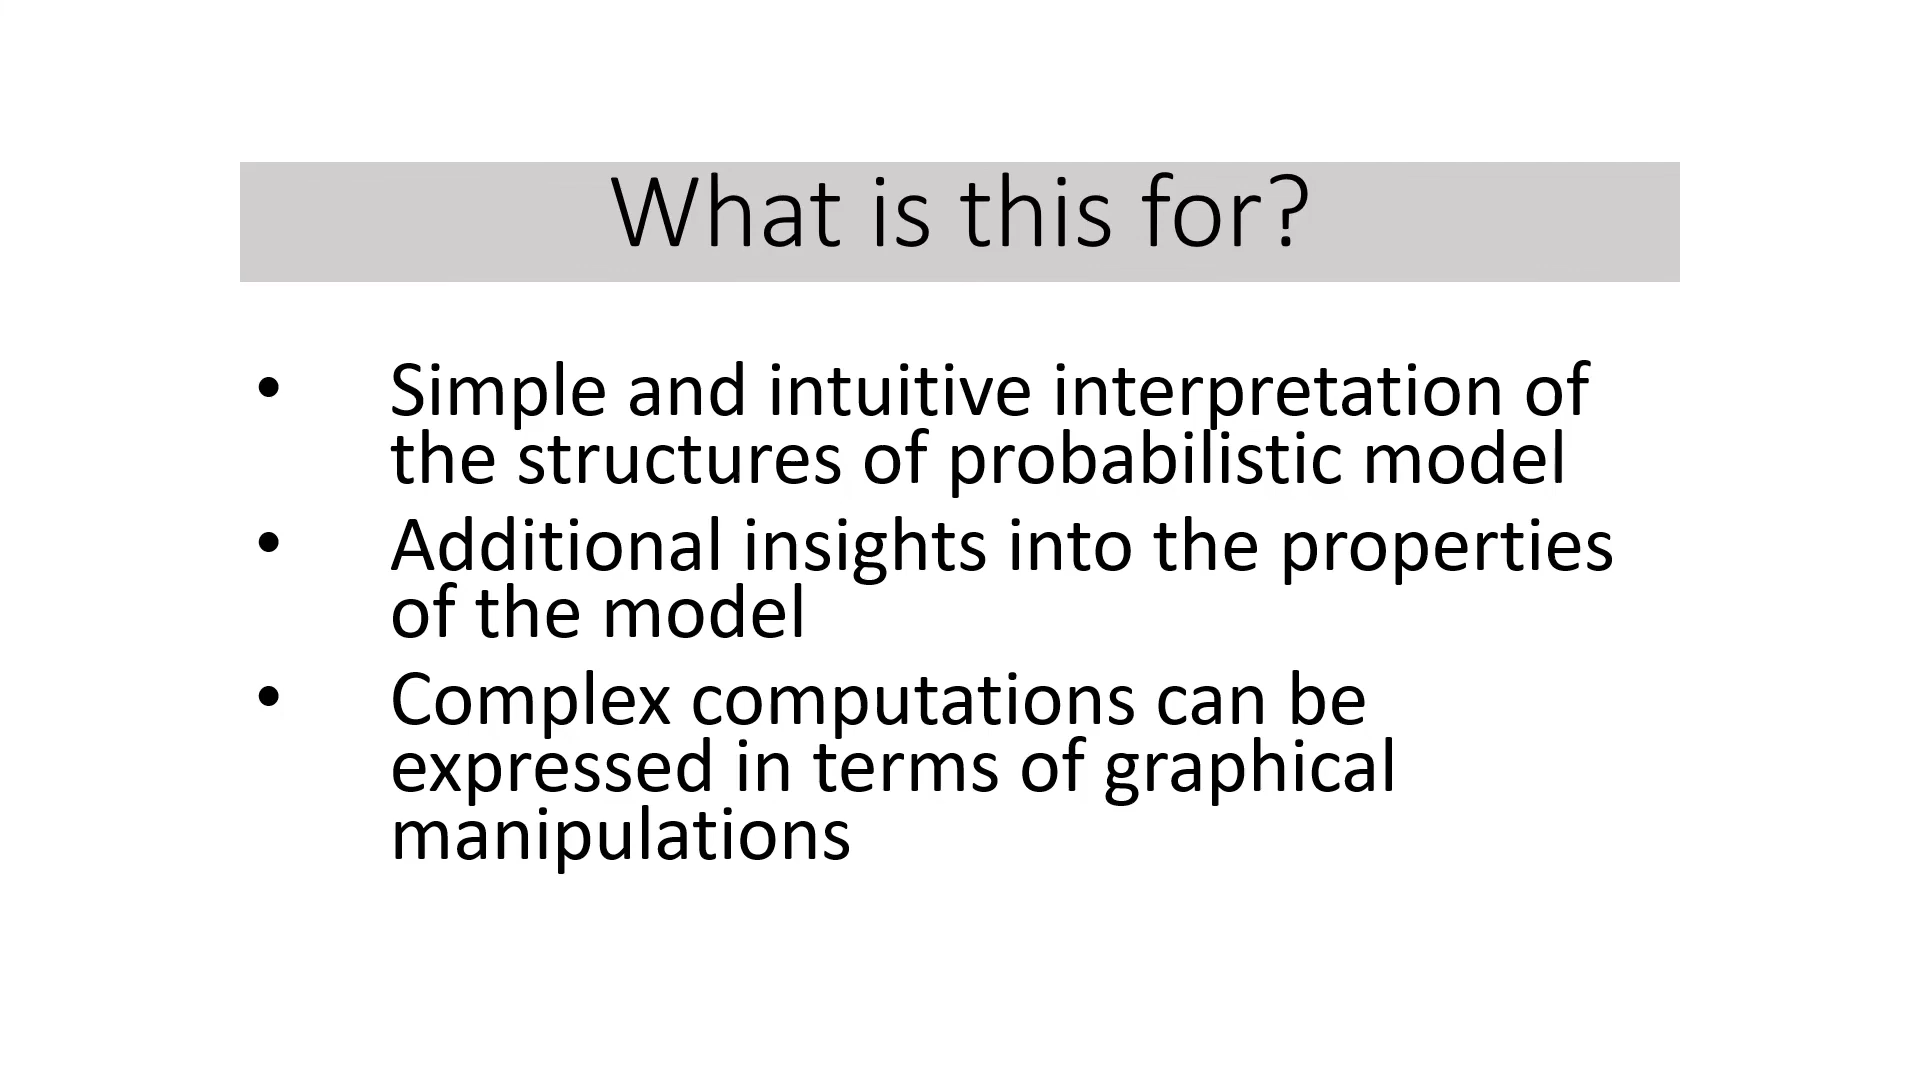 What is this for?
• Simple and intuitive interpretation of
the structures of probabilistic model
• Additional insights into the properties
of the model
• Complex computations can be
expressed in terms of graphical
manipulations